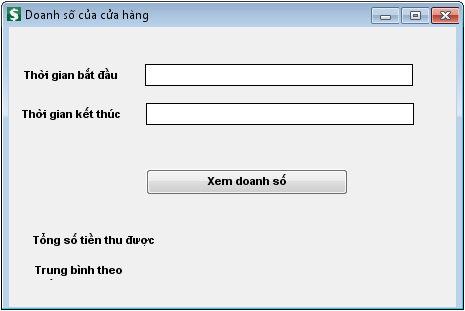 Doanh số của cửa hàng
Thời gian bắt đầu
Thời gian kết thúc
Xem doanh số
Tổng số tiền thu được
Trung bình theo